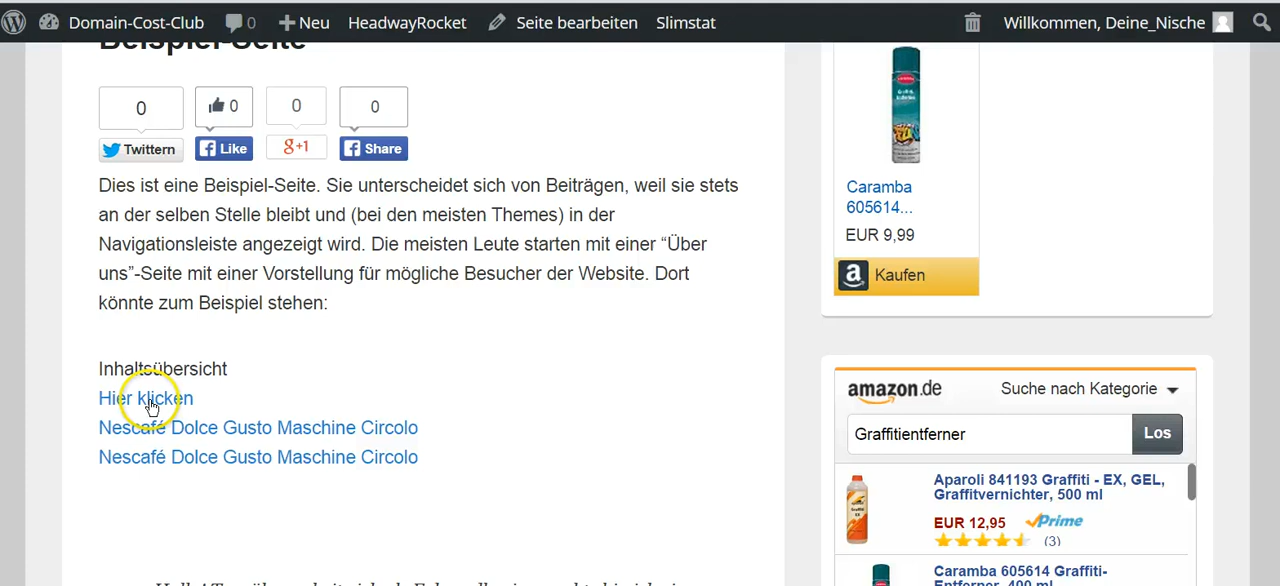 Domain-Cost-Club 0 Neu HeadwayRocket Seite bearbeiten Slimstat Willkommen, Deine_Nische
Beispiel-Seite
0 0 0 0
Twittern Like g+1 Share
Dies ist eine Beispiel-Seite. Sie unterscheidet sich von Beiträgen, weil sie stets
an der selben Stelle bleibt und (bei den meisten Themes) in der
Navigationsleiste angezeigt wird. Die meisten Leute starten mit einer “Über
uns”-Seite mit einer Vorstellung für mögliche Besucher der Website. Dort
könnte zum Beispiel stehen:
Inhaltsübersicht
Hier klicken
Nescafé Dolce Gusto Maschine Circolo
Nescafé Dolce Gusto Maschine Circolo
Caramba
605614...
EUR 9,99
Kaufen
amazon.de Suche nach Kategorie
Graffitientferner Los
Aparoli 841193 Graffiti - EX, GEL,
Graffitvernichter, 500 ml
EUR 12,95 Prime
(3)
Caramba 605614 Graffiti-
Entferner, 400 ml